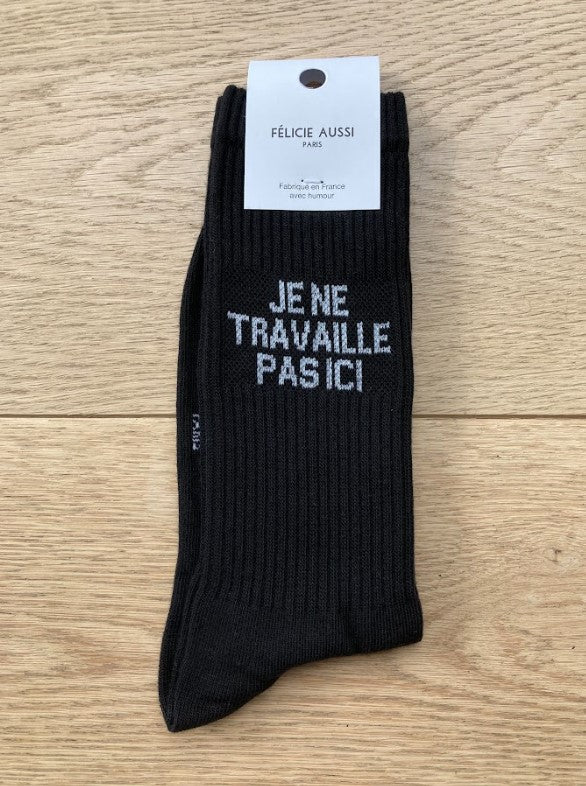 FÉLICIE AUSSI
PARIS
Fabriqué en France
avec humour
JE NE
TRAVAILLE
PAS ICI